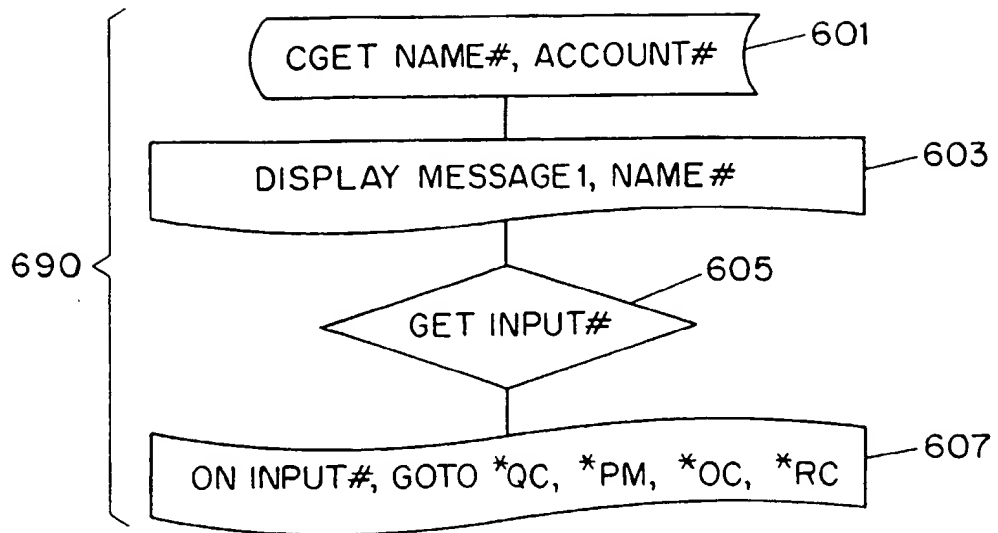 CGET NAME#, ACCOUNT#
601
DISPLAY MESSAGE1, NAME#
603
690
GET INPUT#
605
ON INPUT#, GOTO *QC, *PM, *OC, *RC
607